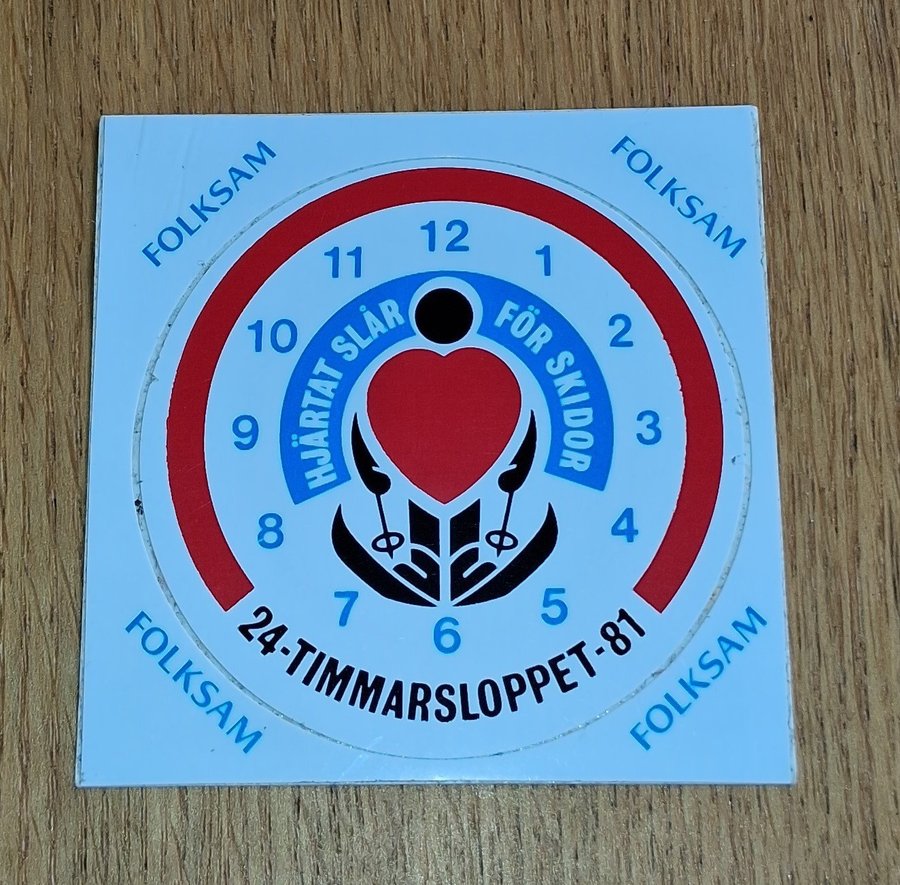 FOLKSAM
FOLKSAM
12
11
1
10
2
9
3
8
4
7
5
6
HJÄRTAT SLÅR FÖR SKIDOR
24-TIMMARSLOPPET-81
FOLKSAM
FOLKSAM